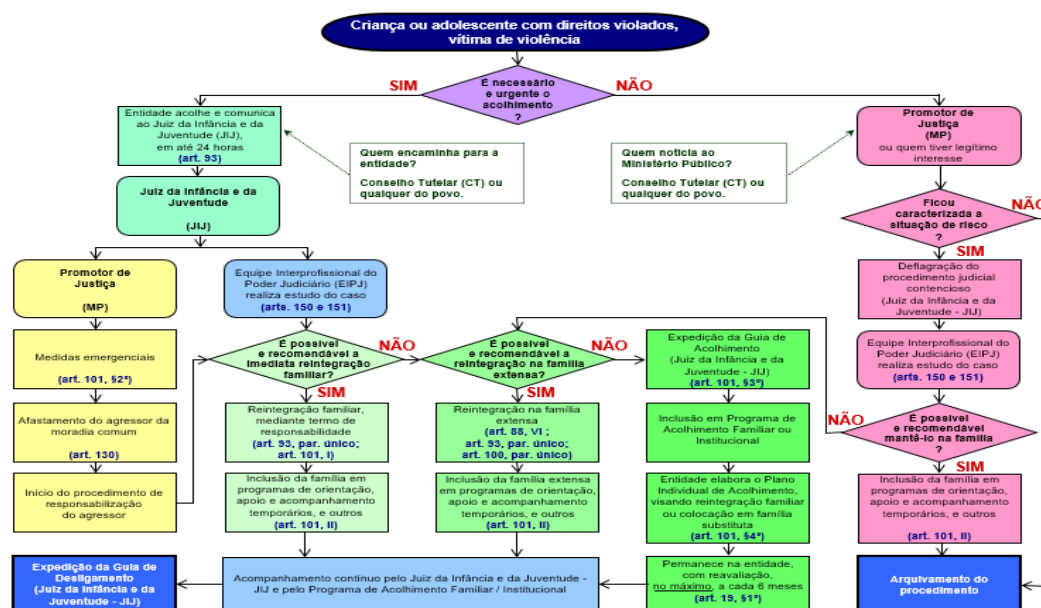 Criança ou adolescente com direitos violados,
vítima de violência
É necessário
e urgente o
acolhimento
?
SIM
NÃO
Entidade acolhe e comunica
ao Juiz da Infância e da
Juventude (JIJ),
em até 24 horas
(art. 93)
Quem encaminha para a
entidade?
Conselho Tutelar (CT) ou
qualquer do povo.
Quem noticia ao
Ministério Público?
Conselho Tutelar (CT) ou
qualquer do povo.
Promotor de
Justiça
(MP)
ou quem tiver legítimo
interesse
Juiz da Infância e da
Juventude
(JIJ)
Ficou
caracterizada a
situação de risco
?
NÃO
SIM
Promotor de
Justiça
(MP)
Equipe Interprofissional do
Poder Judiciário (EIPJ)
realiza estudo do caso
(arts. 150 e 151)
Deflagração do
procedimento judicial
contencioso
(Juiz da Infância e da
Juventude - JIJ)
Medidas emergenciais
(art. 101, §2º)
É possível
e recomendável a
imediata reintegração
familiar?
NÃO
SIM
É possível
e recomendável a
reintegração na família
extensa?
NÃO
SIM
Expedição da Guia de
Acolhimento
(Juiz da Infância e da
Juventude - JIJ)
(art. 101, §3º)
Equipe Interprofissional do
Poder Judiciário (EIPJ)
realiza estudo do caso
(arts. 150 e 151)
Afastamento do agressor da
moradia comum
(art. 130)
Reintegração familiar,
mediante termo de
responsabilidade
(art. 93, par. único;
art. 101, I)
Reintegração na família
extensa
(art. 88, VI ;
art. 93, par. único;
art. 100, par. único)
Inclusão em Programa de
Acolhimento Familiar ou
Institucional
NÃO
É possível
e recomendável
mantê-lo na família
?
SIM
Início do procedimento de
responsabilização
do agressor
Inclusão da família em
programas de orientação,
apoio e acompanhamento
temporários, e outros
(art. 101, II)
Inclusão da família extensa
em programas de orientação,
apoio e acompanhamento
temporários, e outros
(art. 101, II)
Entidade elabora o Plano
Individual de Acolhimento,
visando reintegração familiar
ou colocação em família
substituta
(art. 101, §4º)
Inclusão da família em
programas de orientação,
apoio e acompanhamento
temporários, e outros
(art. 101, II)
Expedição da Guia de
Desligamento
(Juiz da Infância e da
Juventude - JIJ)
Acompanhamento contínuo pelo Juiz da Infância e da Juventude -
JIJ e pelo Programa de Acolhimento Familiar / Institucional
Permanece na entidade,
com reavaliação,
no máximo, a cada 6 meses
(art. 19, §1º)
Arquivamento do
procedimento